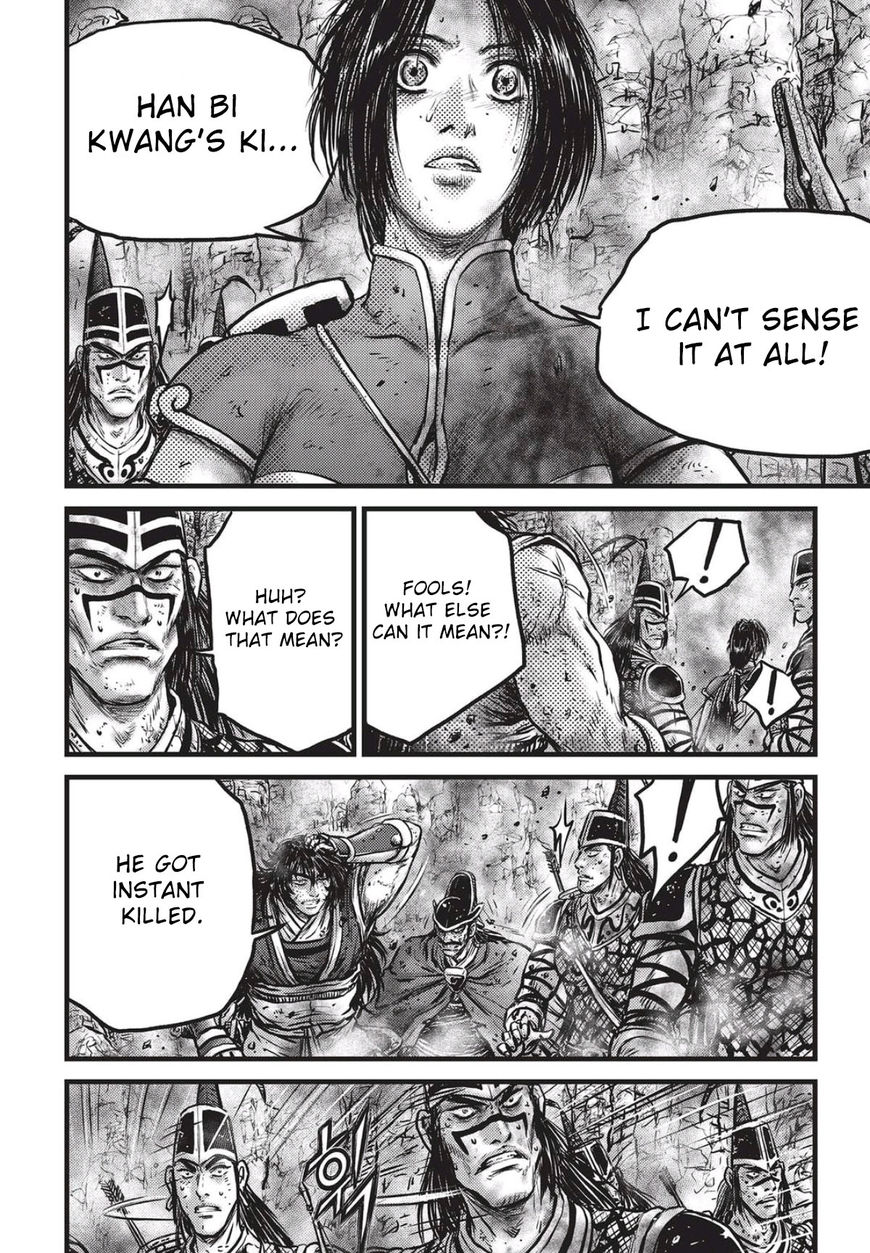 HAN BI
KWANG'S KI...
I CAN'T SENSE
IT AT ALL!
HUH?
WHAT DOES
THAT MEAN?
FOOLS!
WHAT ELSE
CAN IT MEAN?!
!
!
!
HE GOT
INSTANT
KILLED.